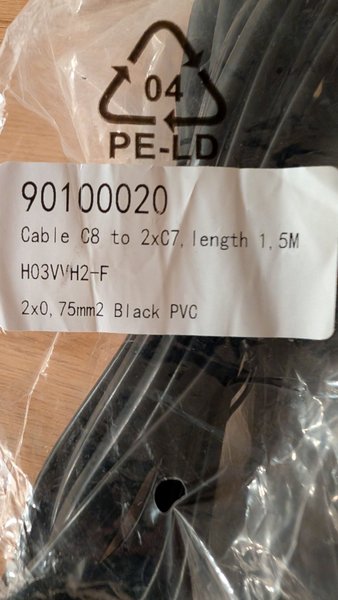 04
PE-LD
90100020
Cable C8 to 2xC7, length 1,5M
H03VVH2-F
2x0,75mm2 Black PVC